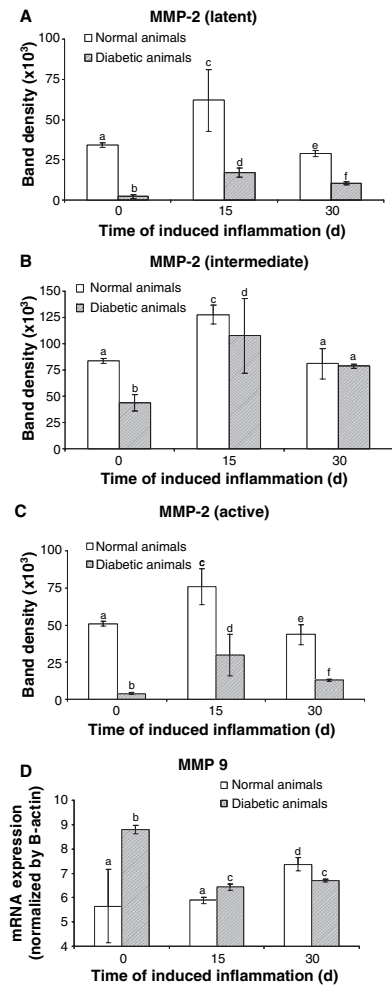 A
MMP-2 (latent)
Band density (x10³)
100
75
50
25
0
Normal animals
Diabetic animals
a
b
c
d
e
f
0
15
30
Time of induced inflammation (d)
B
MMP-2 (intermediate)
Band density (x10³)
150
125
100
75
50
25
0
Normal animals
Diabetic animals
a
b
c
d
a
a
0
15
30
Time of induced inflammation (d)
C
MMP-2 (active)
Band density (x10³)
100
75
50
25
0
Normal animals
Diabetic animals
a
b
c
d
e
f
0
15
30
Time of induced inflammation (d)
D
MMP 9
mRNA expression
(normalized by B-actin)
10
9
8
7
6
5
4
Normal animals
Diabetic animals
a
b
a
c
d
c
0
15
30
Time of induced inflammation (d)